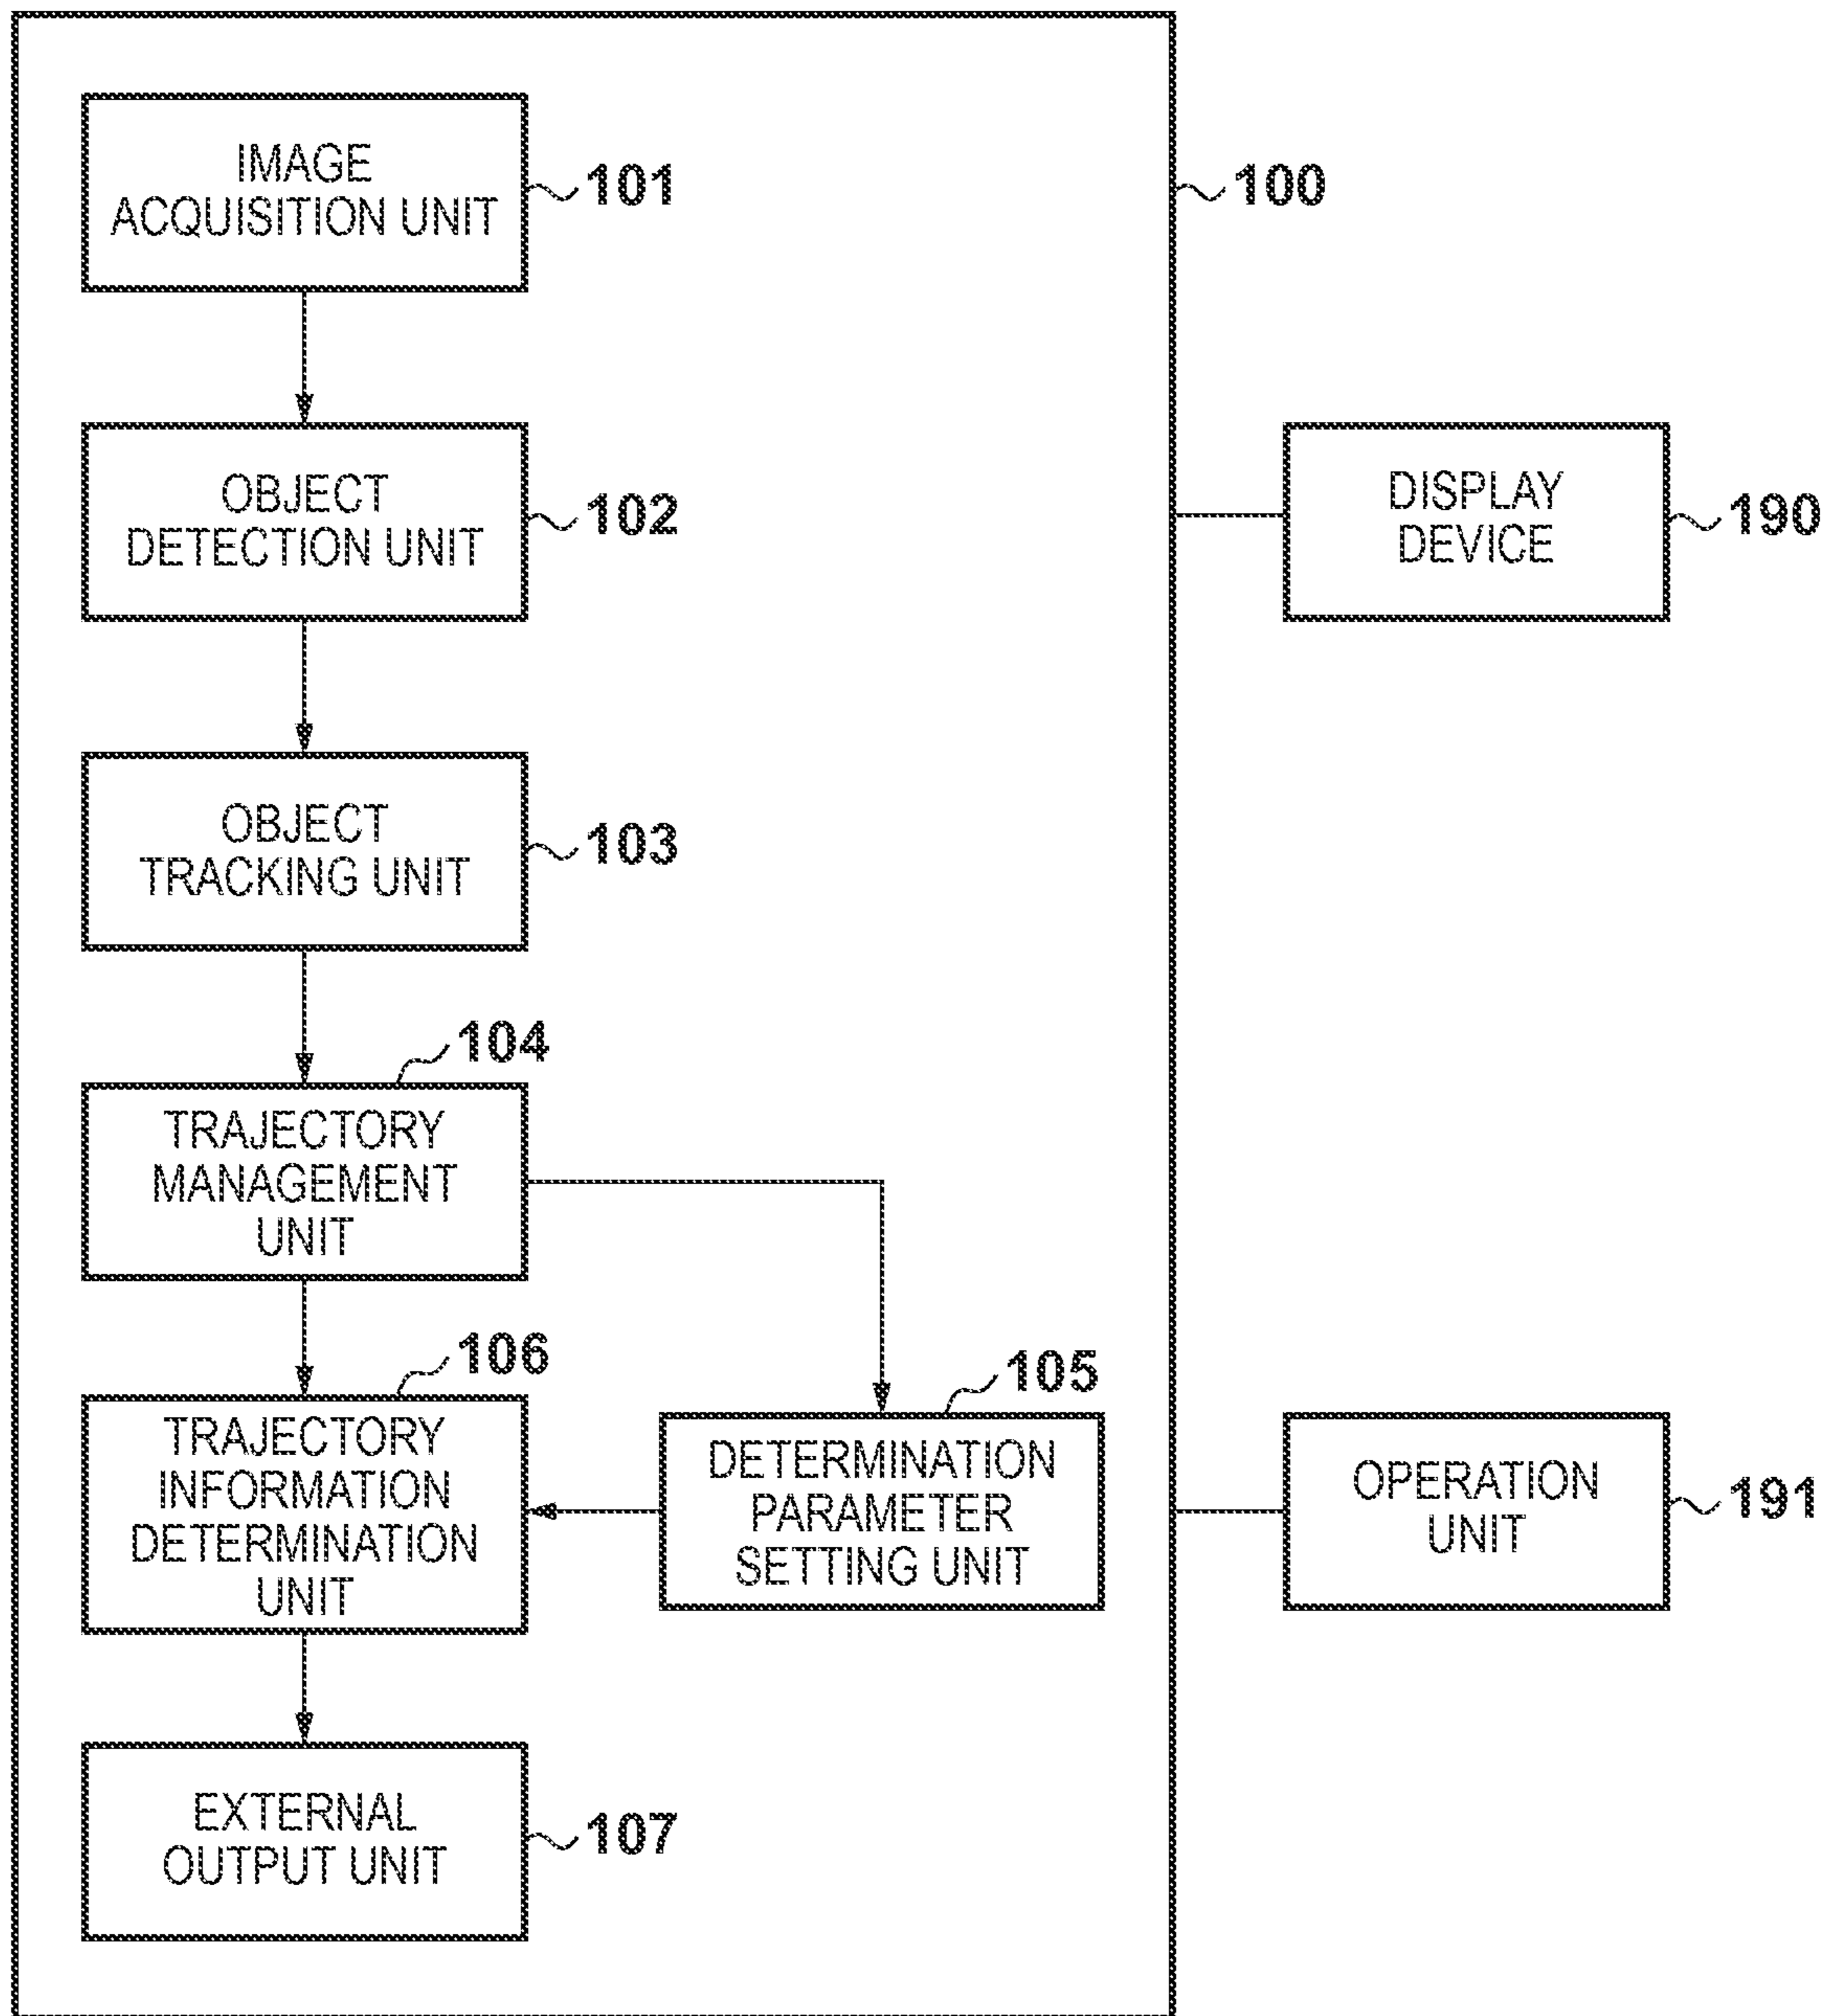 IMAGE
ACQUISITION UNIT
101
100
OBJECT
DETECTION UNIT
102
DISPLAY
DEVICE
190
OBJECT
TRACKING UNIT
103
104
TRAJECTORY
MANAGEMENT
UNIT
106
TRAJECTORY
INFORMATION
DETERMINATION
UNIT
105
DETERMINATION
PARAMETER
SETTING UNIT
OPERATION
UNIT
191
EXTERNAL
OUTPUT UNIT
107